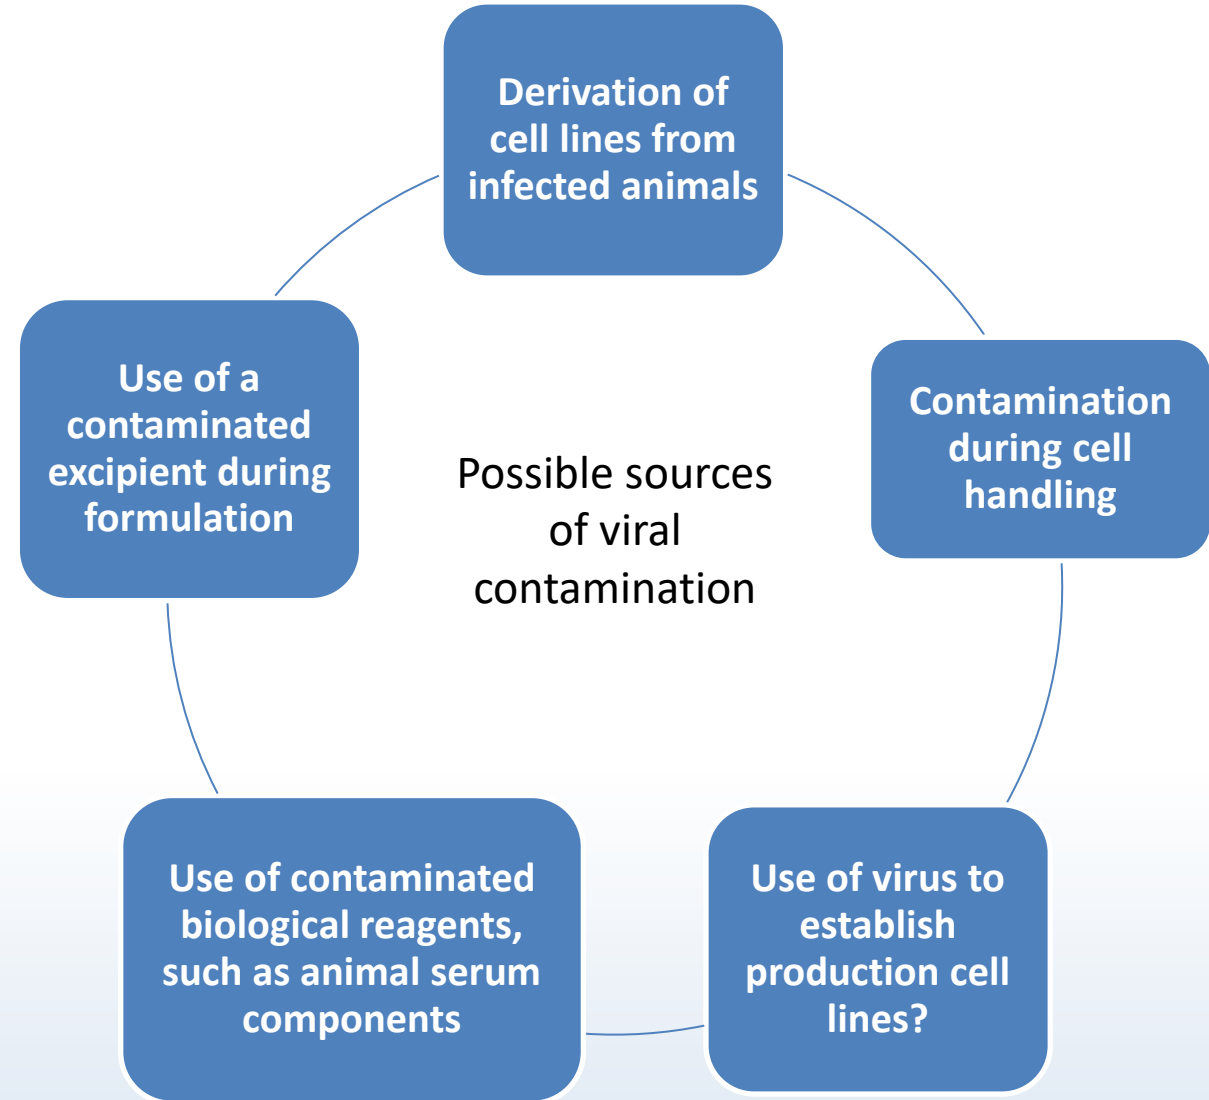 Derivation of
cell lines from
infected animals
Contamination
during cell
handling
Use of virus to
establish
production cell
lines?
Use of contaminated
biological reagents,
such as animal serum
components
Use of a
contaminated
excipient during
formulation
Possible sources
of viral
contamination